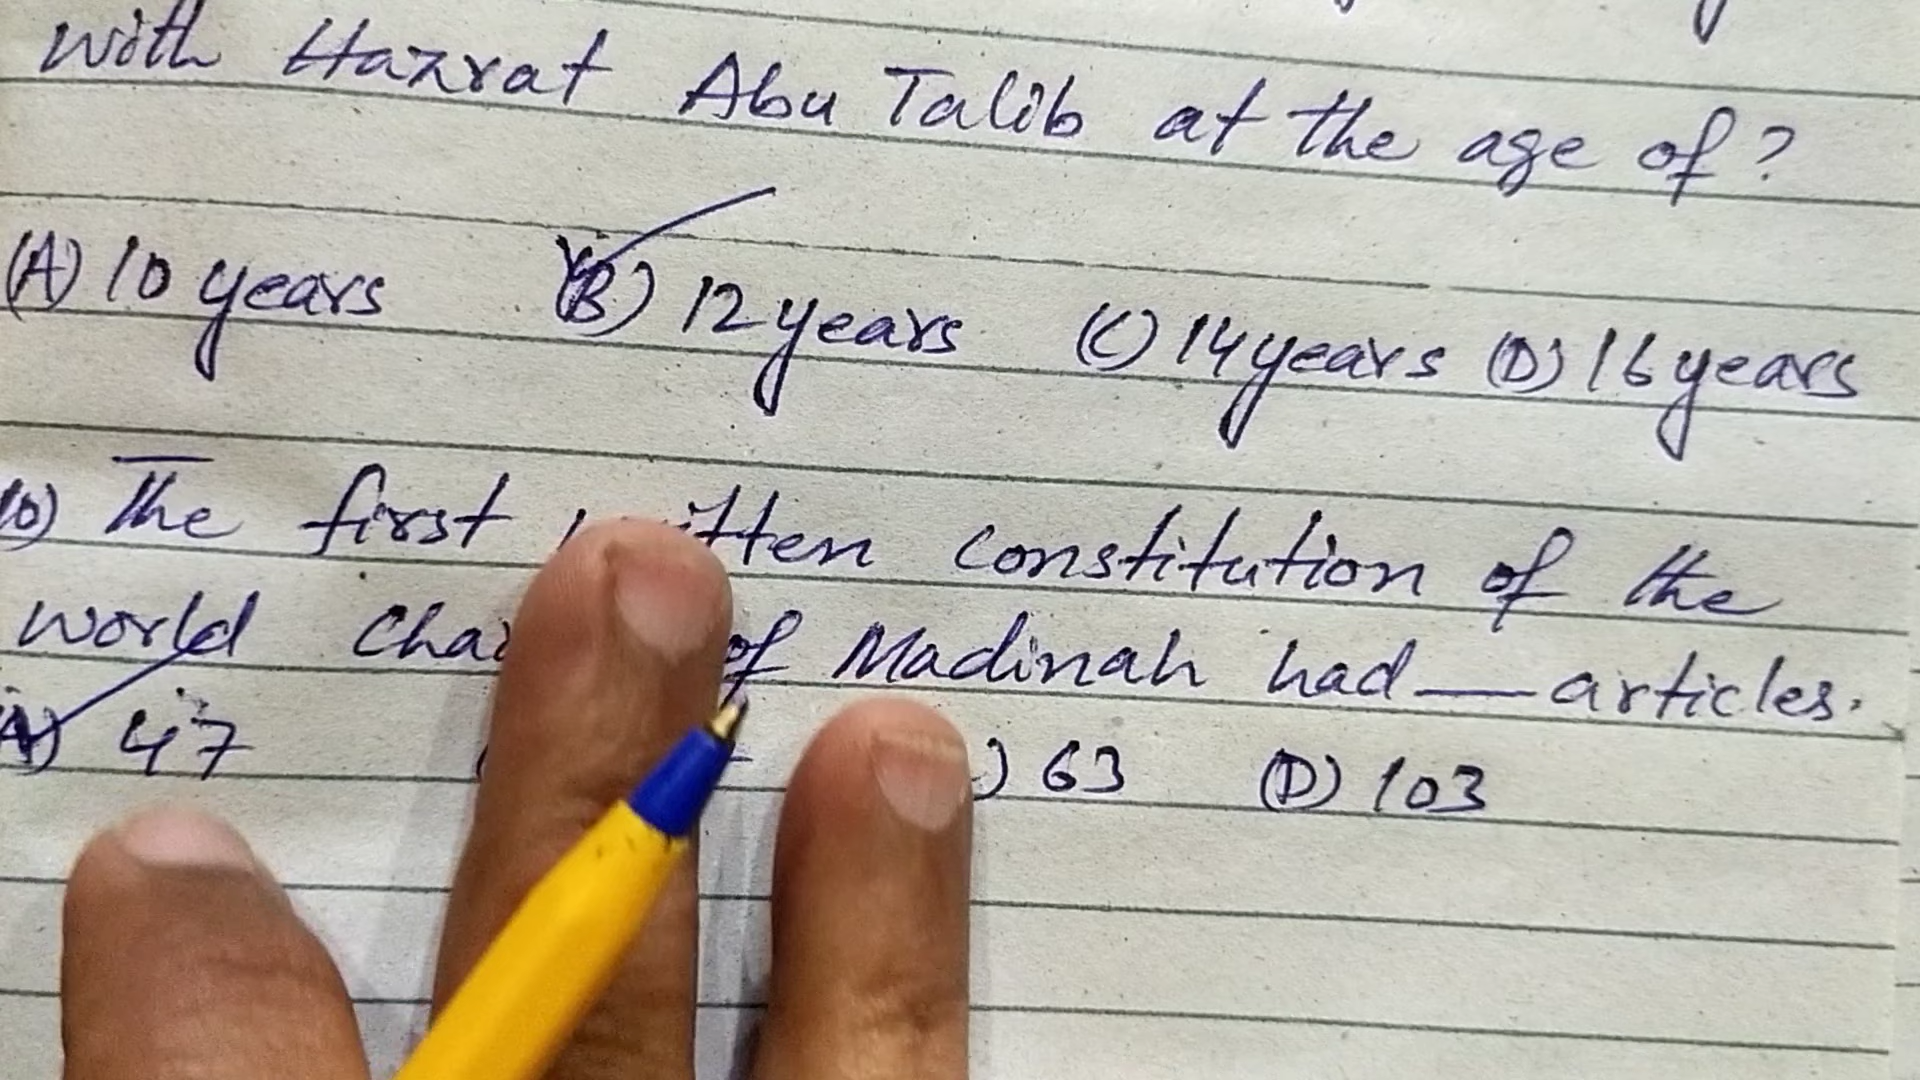 with Hazrat Abu Talib at the age of?
(A) 10 years (B) 12 years (C) 14 years (D) 16 years
10) The first constitution of the
world of Madinah had — articles.
(A) 47 ) 63 (D) 103